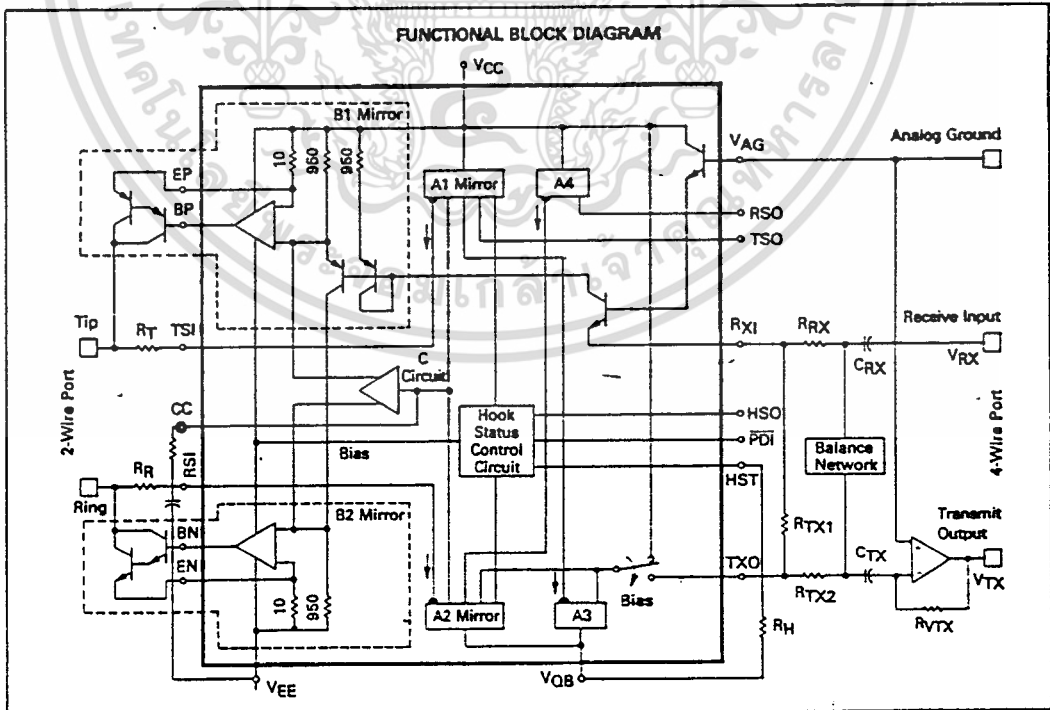 FUNCTIONAL BLOCK DIAGRAM
VCC
B1 Mirror
10
950
950
EP
BP
A1 Mirror
A4
VAG
Analog Ground
RSO
TSO
Tip
RT
TSI
C
Circuit
RXI
RRX
Receive Input
CRX
VRX
2-Wire Port
4-Wire Port
CC
Hook
Status
Control
Circuit
HSO
PDI
HST
Bias
Balance
Network
RR
RSI
Ring
BN
EN
B2 Mirror
10
950
RTX1
TXO
RTX2
CTX
Transmit
Output
VTX
RVTX
Bias
A2 Mirror
A3
RH
VEE
VQB